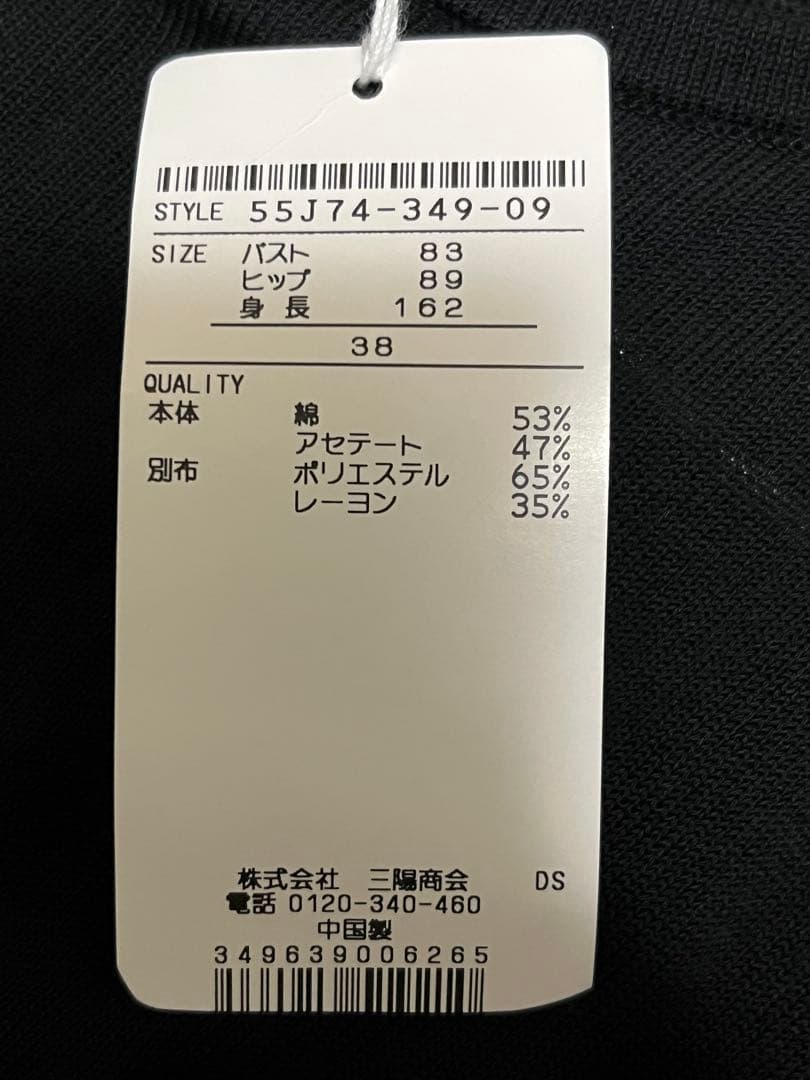 STYLE 55J74-349-09
SIZE バスト 83
ヒップ 89
身長 162
38
QUALITY
本体 綿 53%
アセテート 47%
別布 ポリエステル 65%
レーヨン 35%
株式会社 三陽商会 DS
電話 0120-340-460
中国製
349639006265